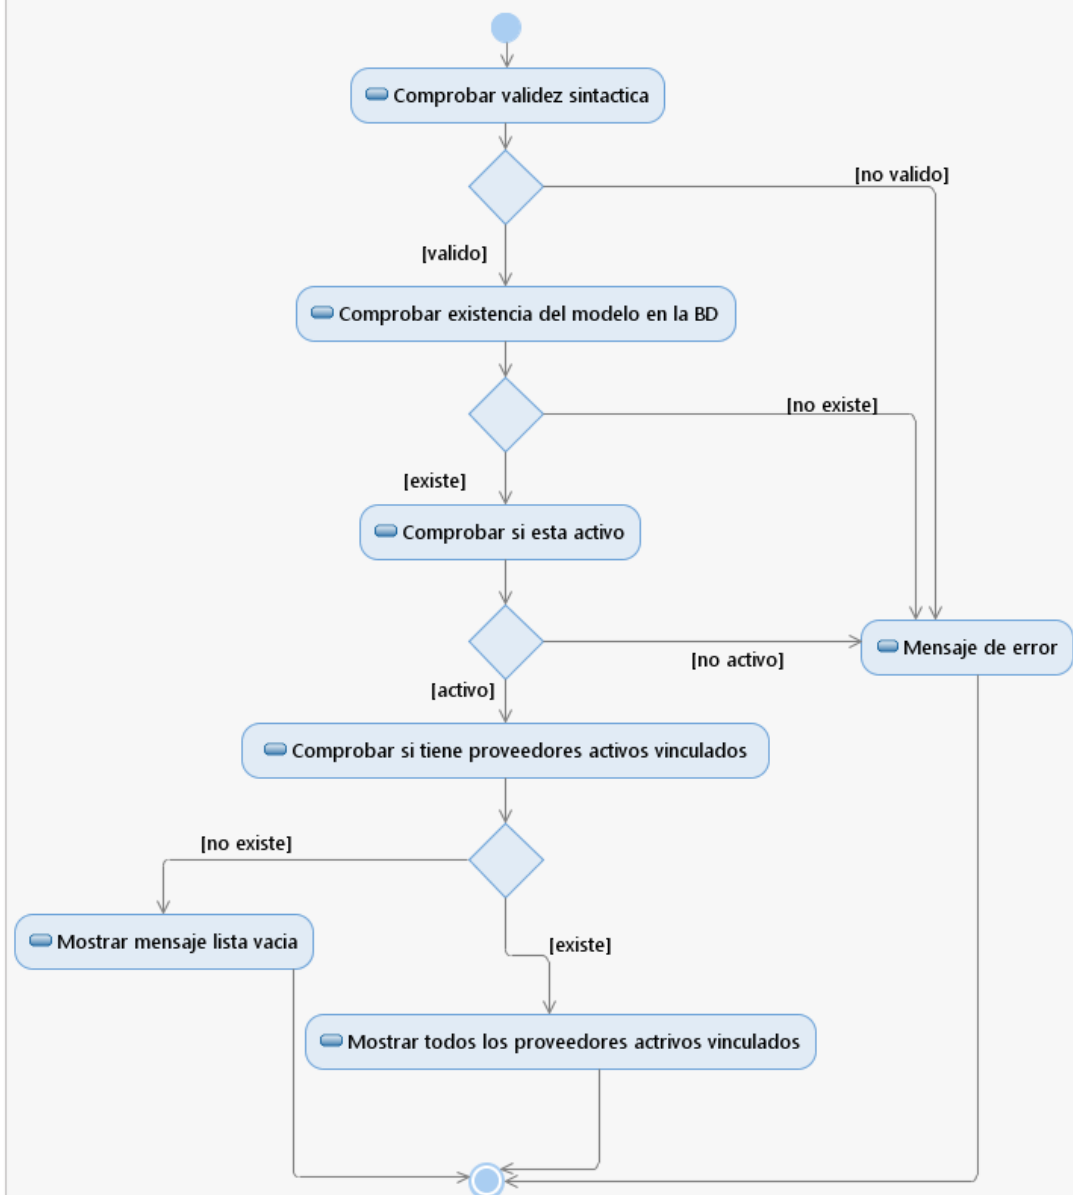 Comprobar validez sintactica
[no valido]
[valido]
Comprobar existencia del modelo en la BD
[no existe]
[existe]
Comprobar si esta activo
Mensaje de error
[no activo]
[activo]
Comprobar si tiene proveedores activos vinculados
[no existe]
Mostrar mensaje lista vacia
[existe]
Mostrar todos los proveedores actrivos vinculados